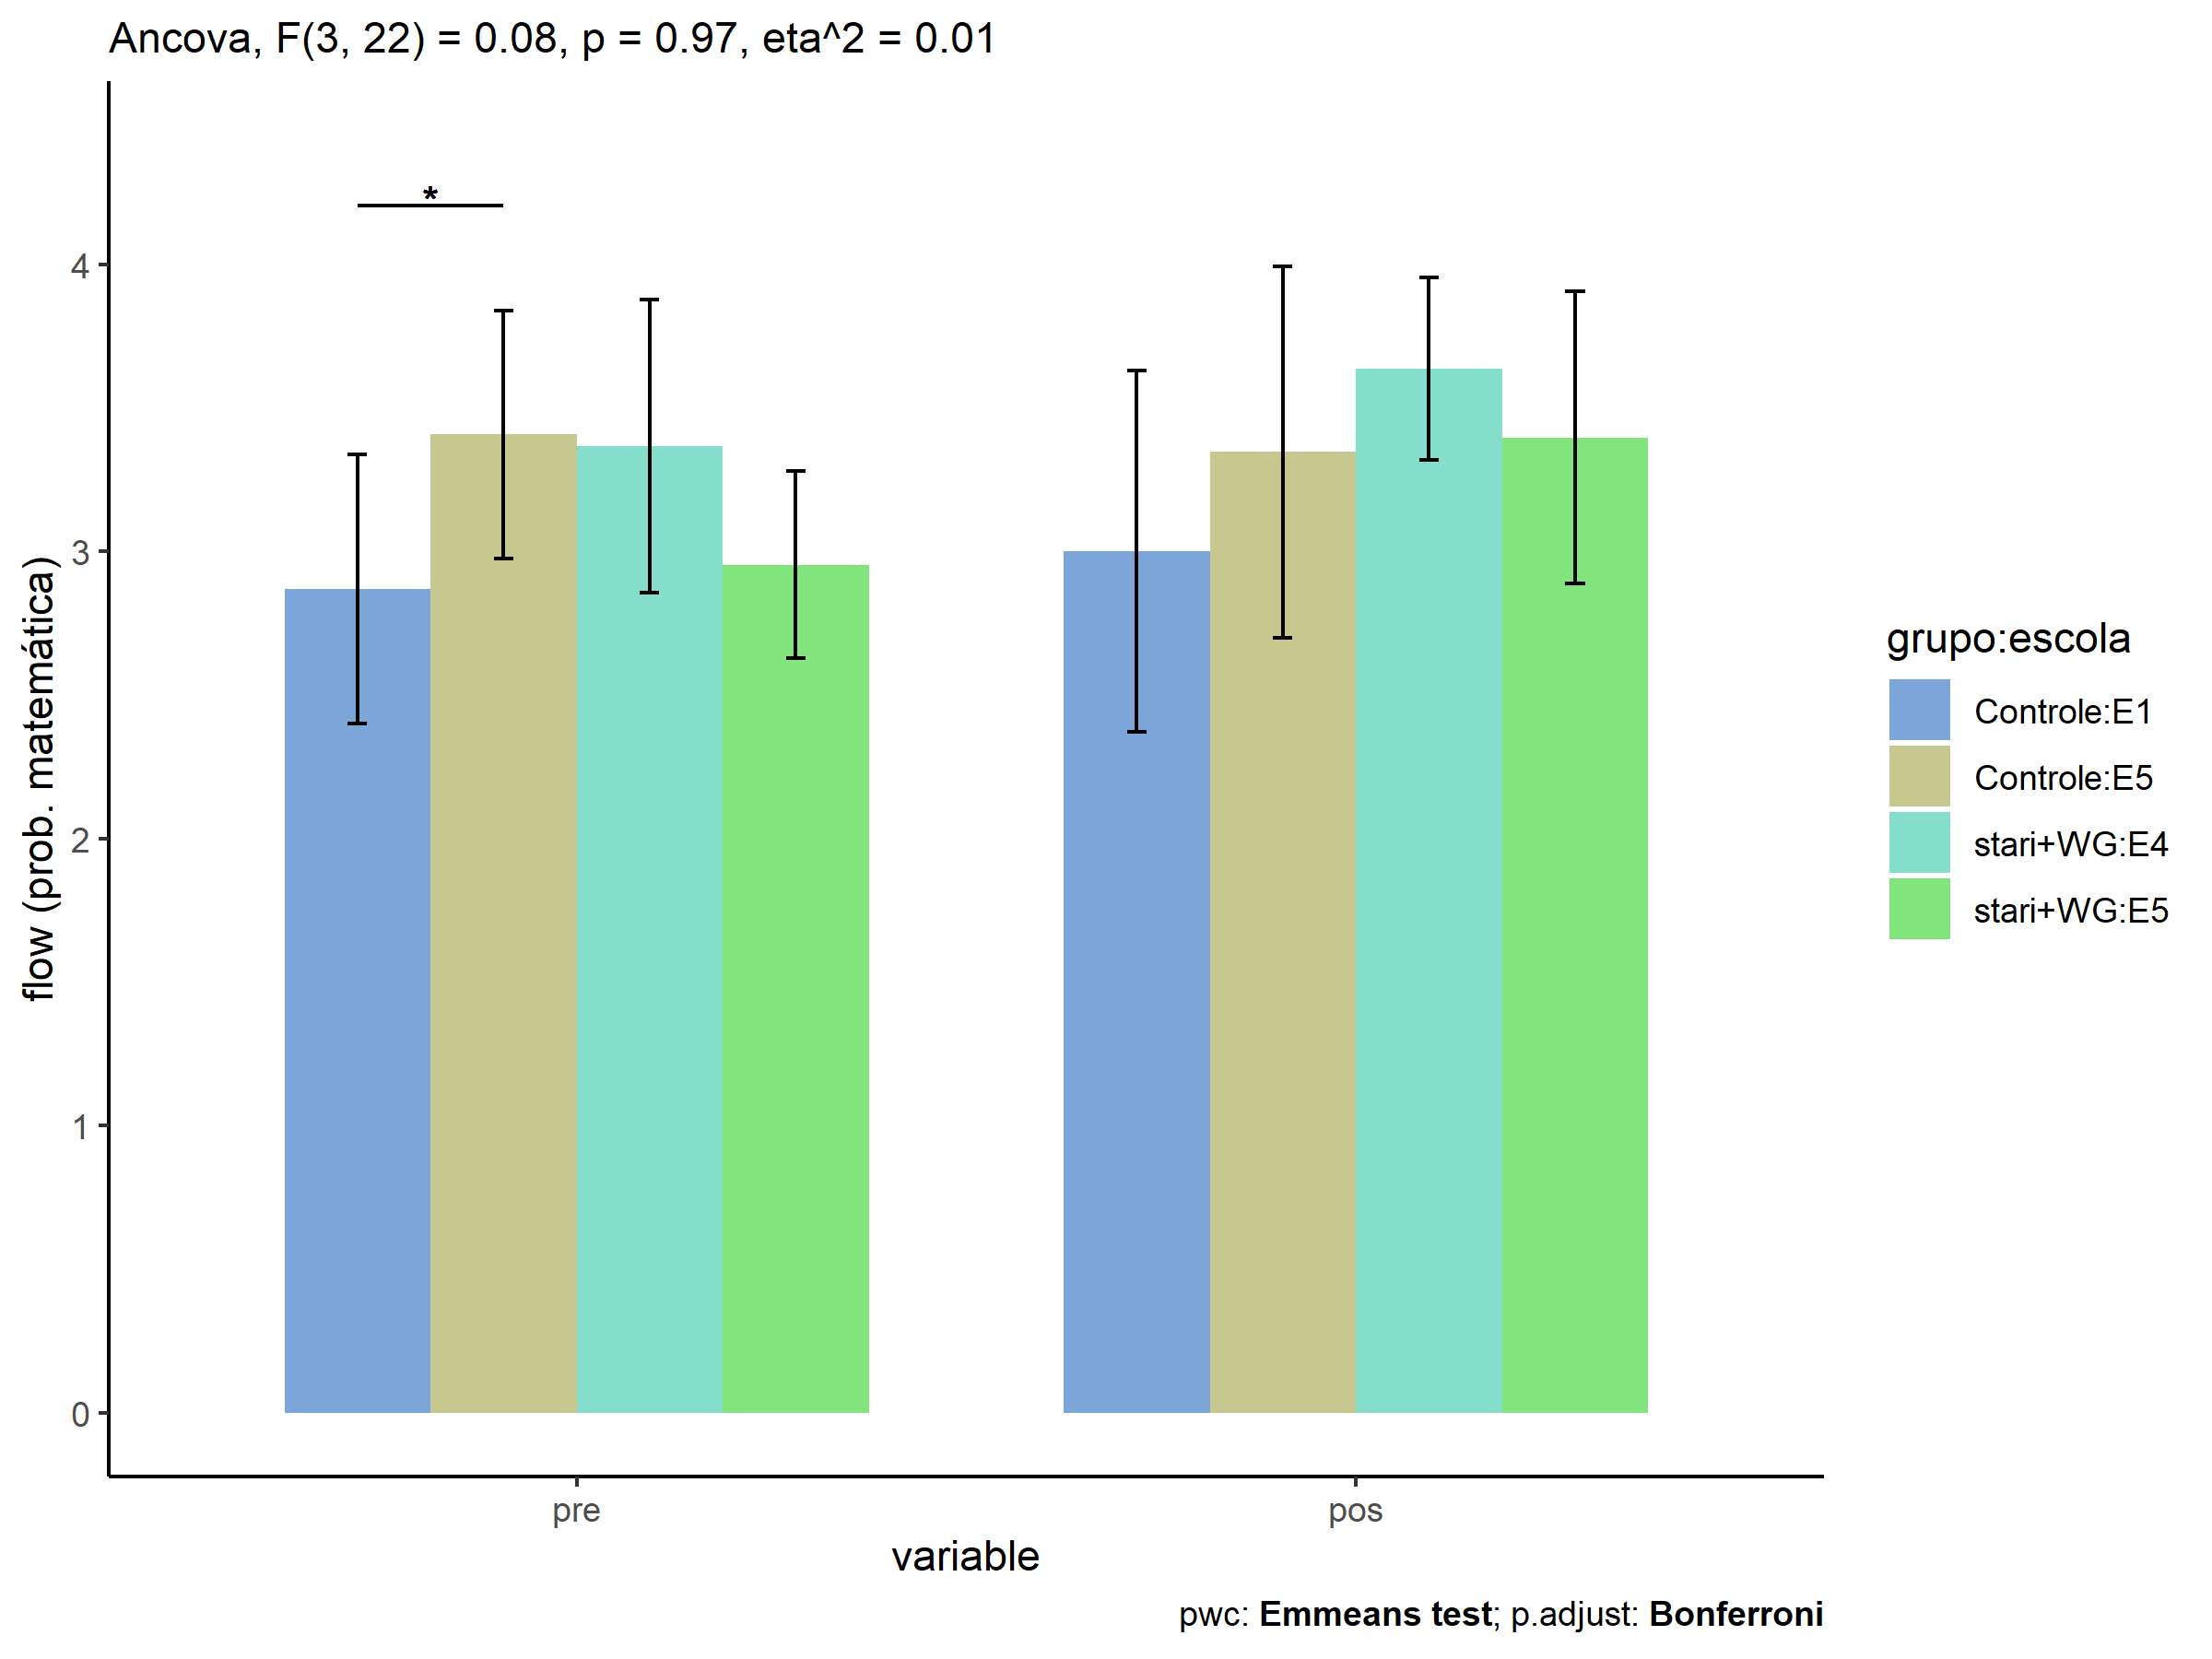 Ancova, F(3, 22) = 0.08, p = 0.97, eta^2 = 0.01
*
4
3
2
1
0
flow (prob. matemática)
pre
pos
variable
grupo:escola
Controle:E1
Controle:E5
stari+WG:E4
stari+WG:E5
pwc: Emmeans test; p.adjust: Bonferroni